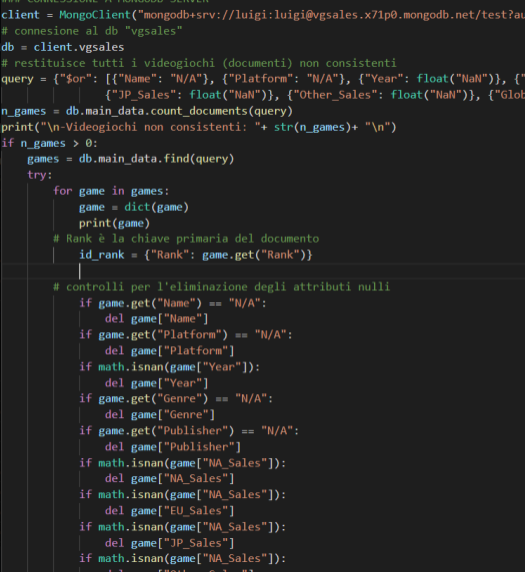 ### CONNESSIONE A MONGODB SERVER
client = MongoClient("mongodb+srv://luigi:luigi@vgsales.x71p0.mongodb.net/test?au
# connesione al db "vgsales"
db = client.vgsales
# restituisce tutti i videogiochi (documenti) non consistenti
query = {"$or": [{"Name": "N/A"}, {"Platform": "N/A"}, {"Year": float("NaN")}, {"
{"JP_Sales": float("NaN")}, {"Other_Sales": float("NaN")}, {"Glob
n_games = db.main_data.count_documents(query)
print("\n-Videogiochi non consistenti: "+ str(n_games)+ "\n")
if n_games > 0:
games = db.main_data.find(query)
try:
for game in games:
game = dict(game)
print(game)
# Rank è la chiave primaria del documento
id_rank = {"Rank": game.get("Rank")}
# controlli per l'eliminazione degli attributi nulli
if game.get("Name") == "N/A":
del game["Name"]
if game.get("Platform") == "N/A":
del game["Platform"]
if math.isnan(game["Year"]):
del game["Year"]
if game.get("Genre") == "N/A":
del game["Genre"]
if game.get("Publisher") == "N/A":
del game["Publisher"]
if math.isnan(game["NA_Sales"]):
del game["NA_Sales"]
if math.isnan(game["NA_Sales"]):
del game["EU_Sales"]
if math.isnan(game["NA_Sales"]):
del game["JP_Sales"]
if math.isnan(game["NA_Sales"]):